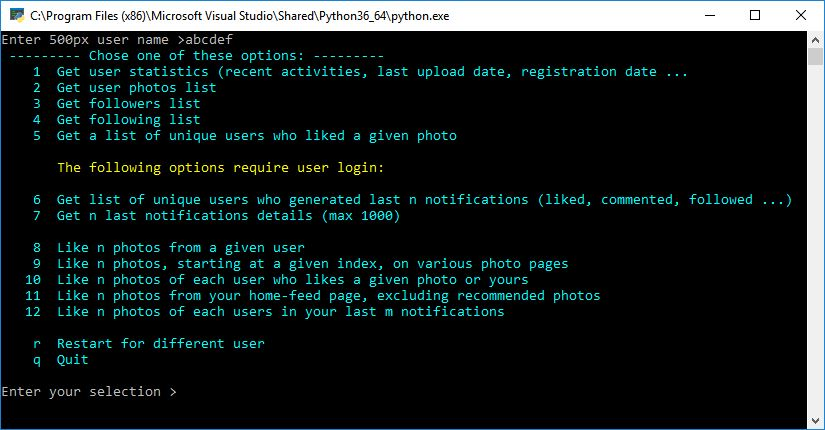 C:\Program Files (x86)\Microsoft Visual Studio\Shared\Python36_64\python.exe
Enter 500px user name >abcdef
--------- Chose one of these options: ---------
1 Get user statistics (recent activities, last upload date, registration date ...
2 Get user photos list
3 Get followers list
4 Get following list
5 Get a list of unique users who liked a given photo
The following options require user login:
6 Get list of unique users who generated last n notifications (liked, commented, followed ...)
7 Get n last notifications details (max 1000)
8 Like n photos from a given user
9 Like n photos, starting at a given index, on various photo pages
10 Like n photos of each user who likes a given photo or yours
11 Like n photos from your home-feed page, excluding recommended photos
12 Like n photos of each users in your last m notifications
r Restart for different user
q Quit
Enter your selection >